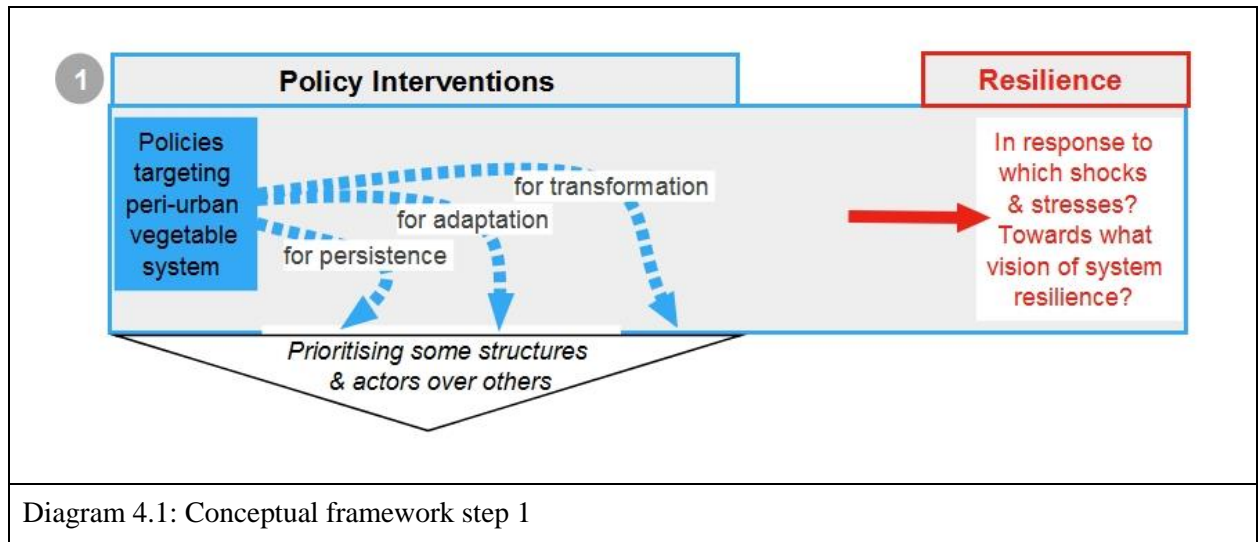 1
Policy Interventions
Resilience
Policies
targeting
peri-urban
vegetable
system
for transformation
for adaptation
for persistence
In response to
which shocks
& stresses?
Towards what
vision of system
resilience?
Prioritising some structures
& actors over others
Diagram 4.1: Conceptual framework step 1